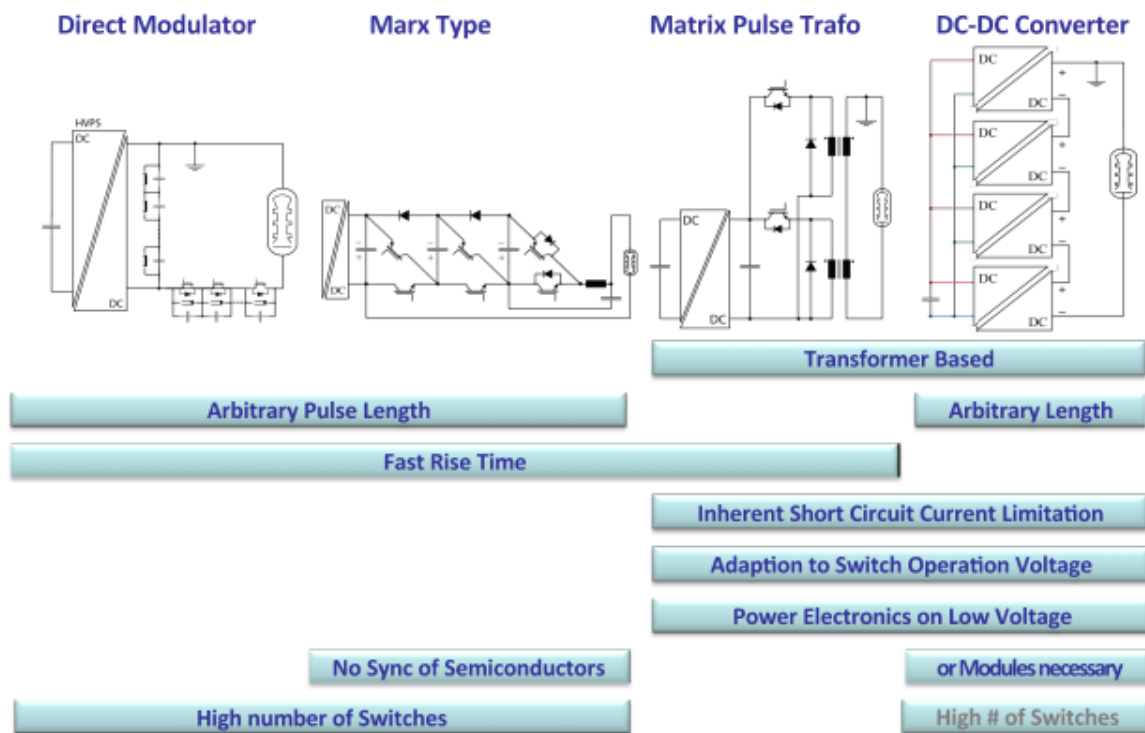 Direct Modulator
Marx Type
Matrix Pulse Trafo
DC-DC Converter
HVPS
DC
DC
DC
DC
DC
DC
DC
DC
DC
DC
DC
DC
DC
DC
+
−
+
−
+
−
+
−
−
+
−
+
−
+
Transformer Based
Arbitrary Pulse Length
Arbitrary Length
Fast Rise Time
Inherent Short Circuit Current Limitation
Adaption to Switch Operation Voltage
Power Electronics on Low Voltage
No Sync of Semiconductors
or Modules necessary
High number of Switches
High # of Switches